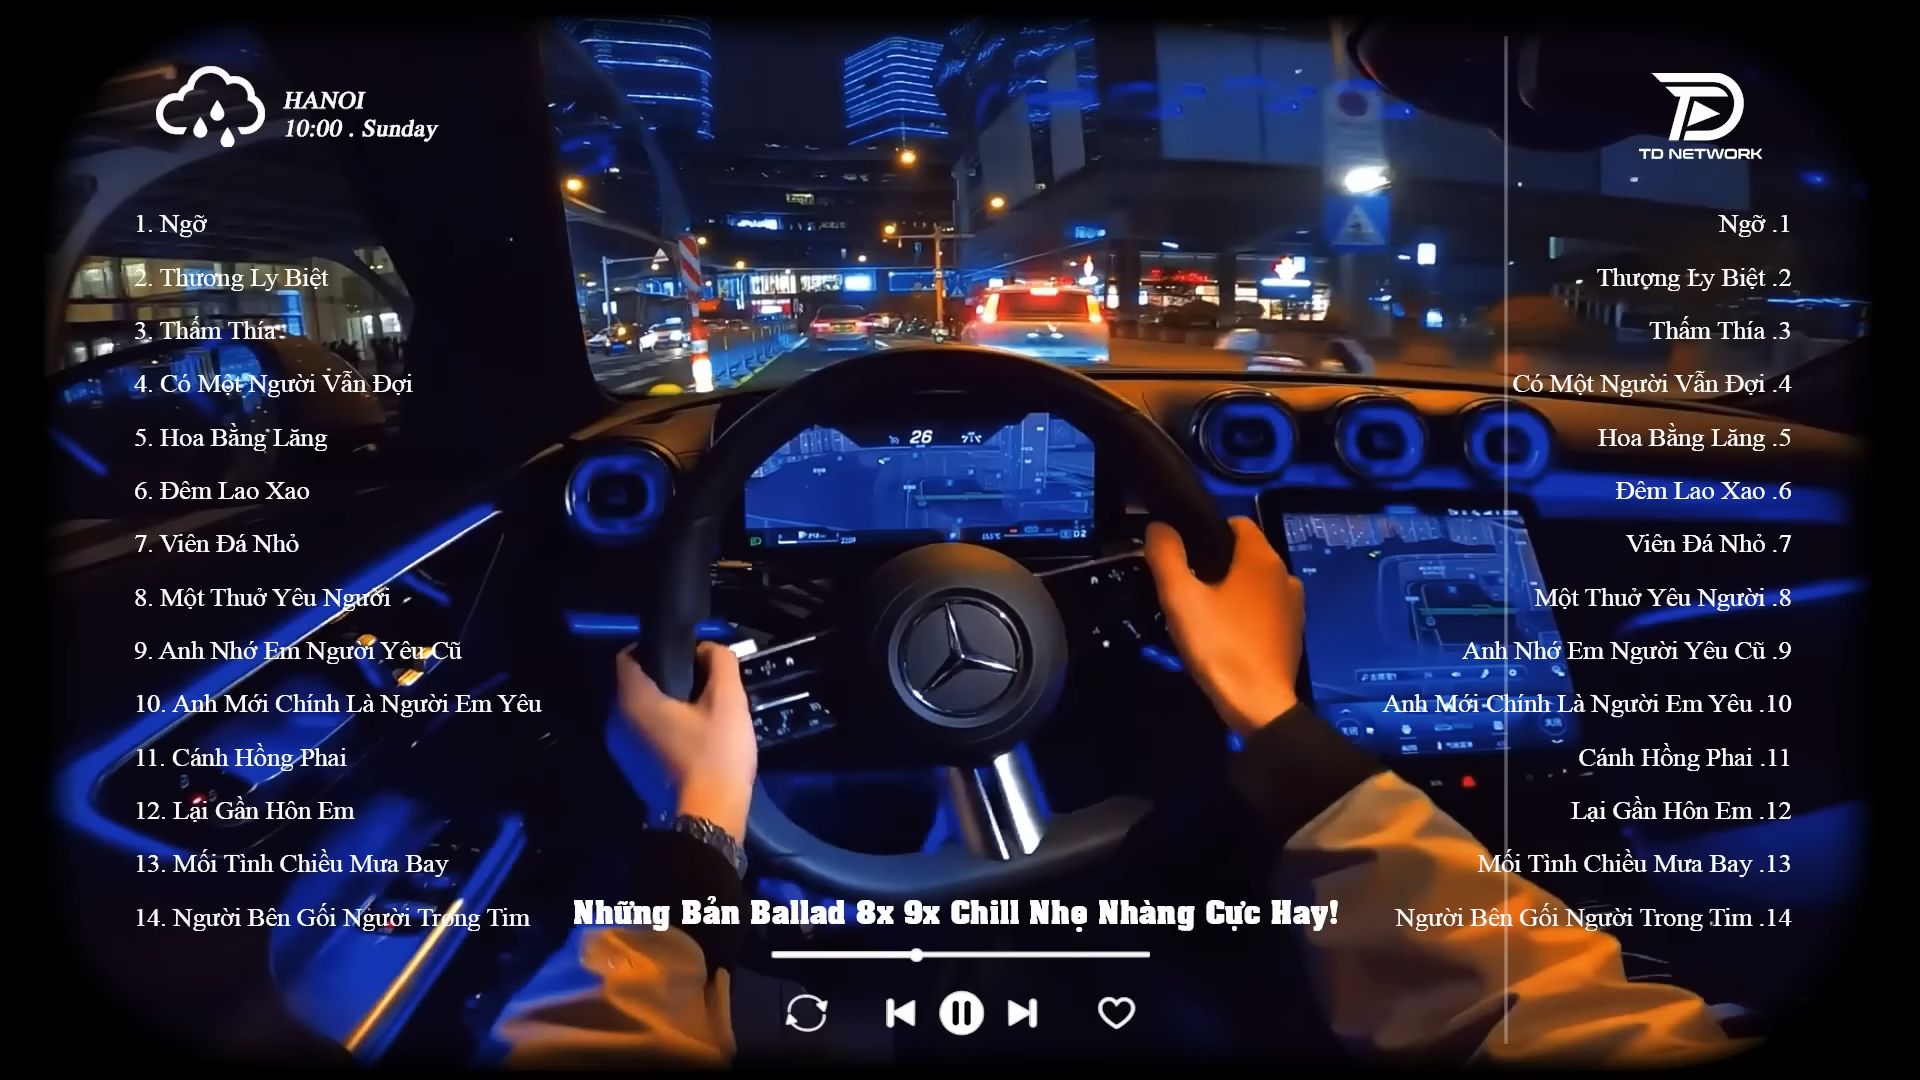 HANOI
10:00 . Sunday
TD NETWORK
1. Ngỡ
2. Thương Ly Biệt
3. Thấm Thía
4. Có Một Người Vẫn Đợi
5. Hoa Bằng Lăng
6. Đêm Lao Xao
7. Viên Đá Nhỏ
8. Một Thuở Yêu Người
9. Anh Nhớ Em Người Yêu Cũ
10. Anh Mới Chính Là Người Em Yêu
11. Cánh Hồng Phai
12. Lại Gần Hôn Em
13. Mối Tình Chiều Mưa Bay
14. Người Bên Gối Người Trong Tim
Ngỡ .1
Thương Ly Biệt .2
Thấm Thía .3
Có Một Người Vẫn Đợi .4
Hoa Bằng Lăng .5
Đêm Lao Xao .6
Viên Đá Nhỏ .7
Một Thuở Yêu Người .8
Anh Nhớ Em Người Yêu Cũ .9
Anh Mới Chính Là Người Em Yêu .10
Cánh Hồng Phai .11
Lại Gần Hôn Em .12
Mối Tình Chiều Mưa Bay .13
Người Bên Gối Người Trong Tim .14
26
D2
AUTO
Những Bản Ballad 8x 9x Chill Nhẹ Nhàng Cực Hay!